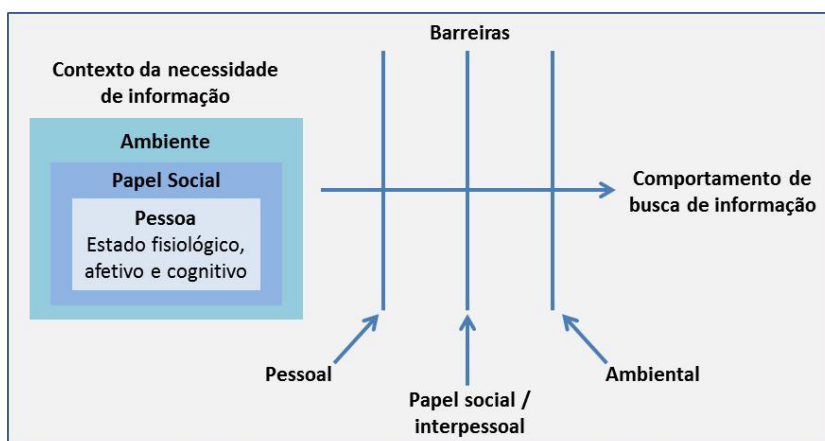 Barreiras
Contexto da necessidade
de informação
Ambiente
Papel Social
Pessoa
Estado fisiológico,
afetivo e cognitivo
Comportamento de
busca de informação
Pessoal
Papel social /
interpessoal
Ambiental